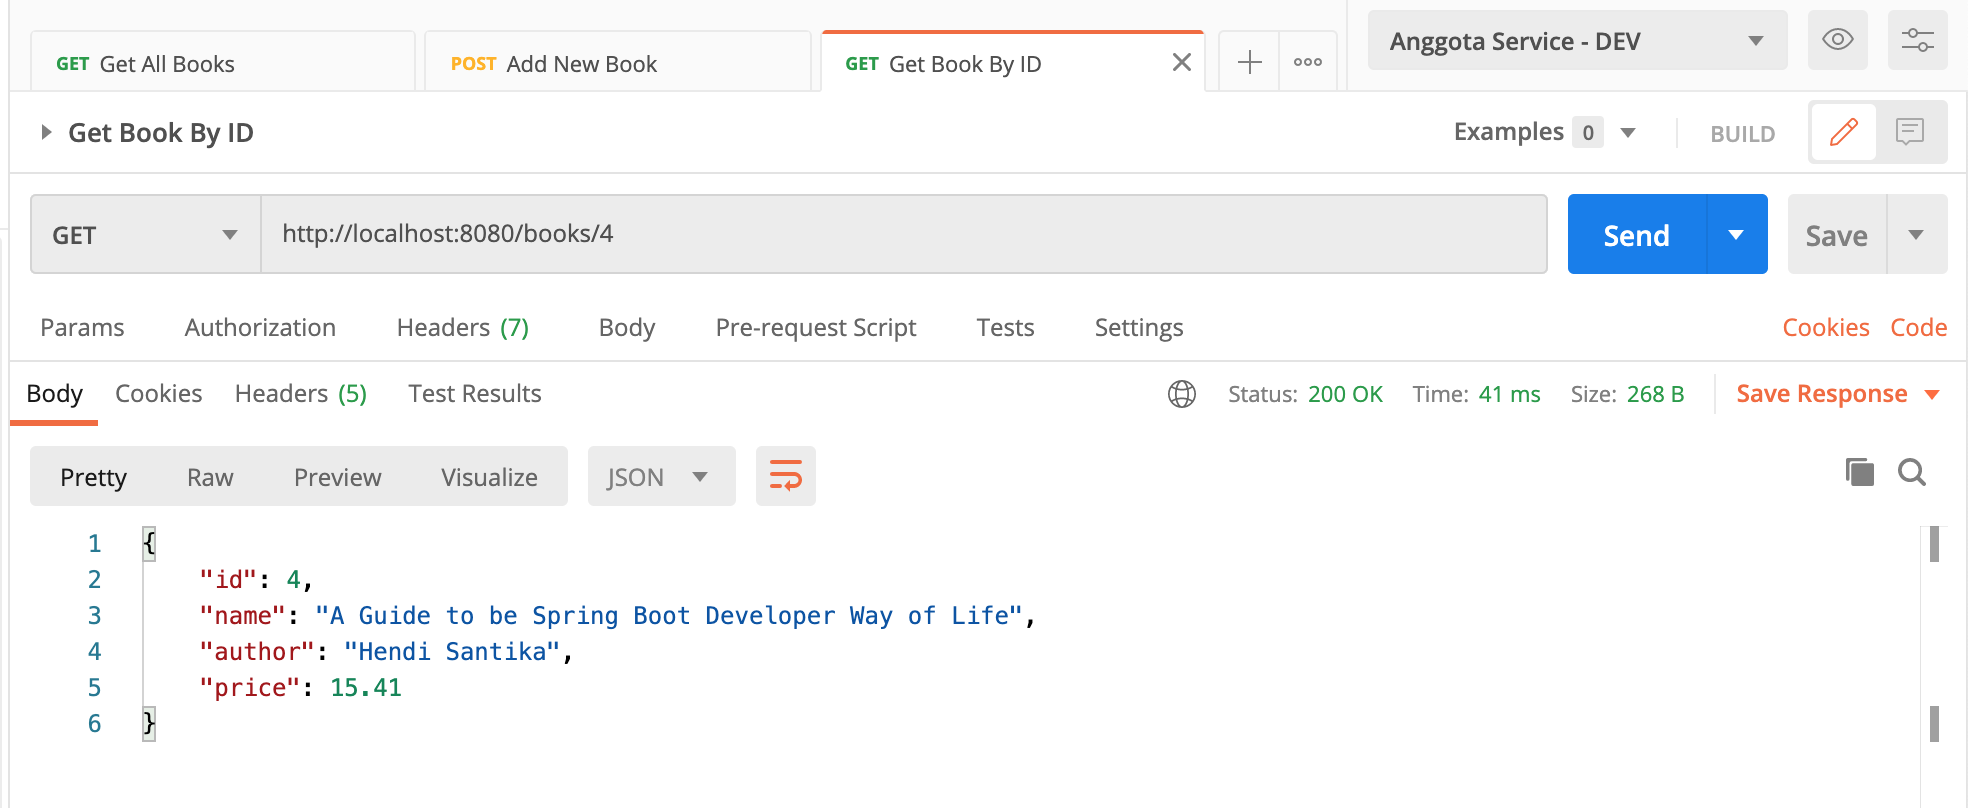 GET Get All Books POST Add New Book GET Get Book By ID Anggota Service - DEV
Get Book By ID Examples 0 BUILD
GET http://localhost:8080/books/4 Send Save
Params Authorization Headers (7) Body Pre-request Script Tests Settings Cookies Code
Body Cookies Headers (5) Test Results Status: 200 OK Time: 41 ms Size: 268 B Save Response
Pretty Raw Preview Visualize JSON
1 {
2 "id": 4,
3 "name": "A Guide to be Spring Boot Developer Way of Life",
4 "author": "Hendi Santika",
5 "price": 15.41
6 }